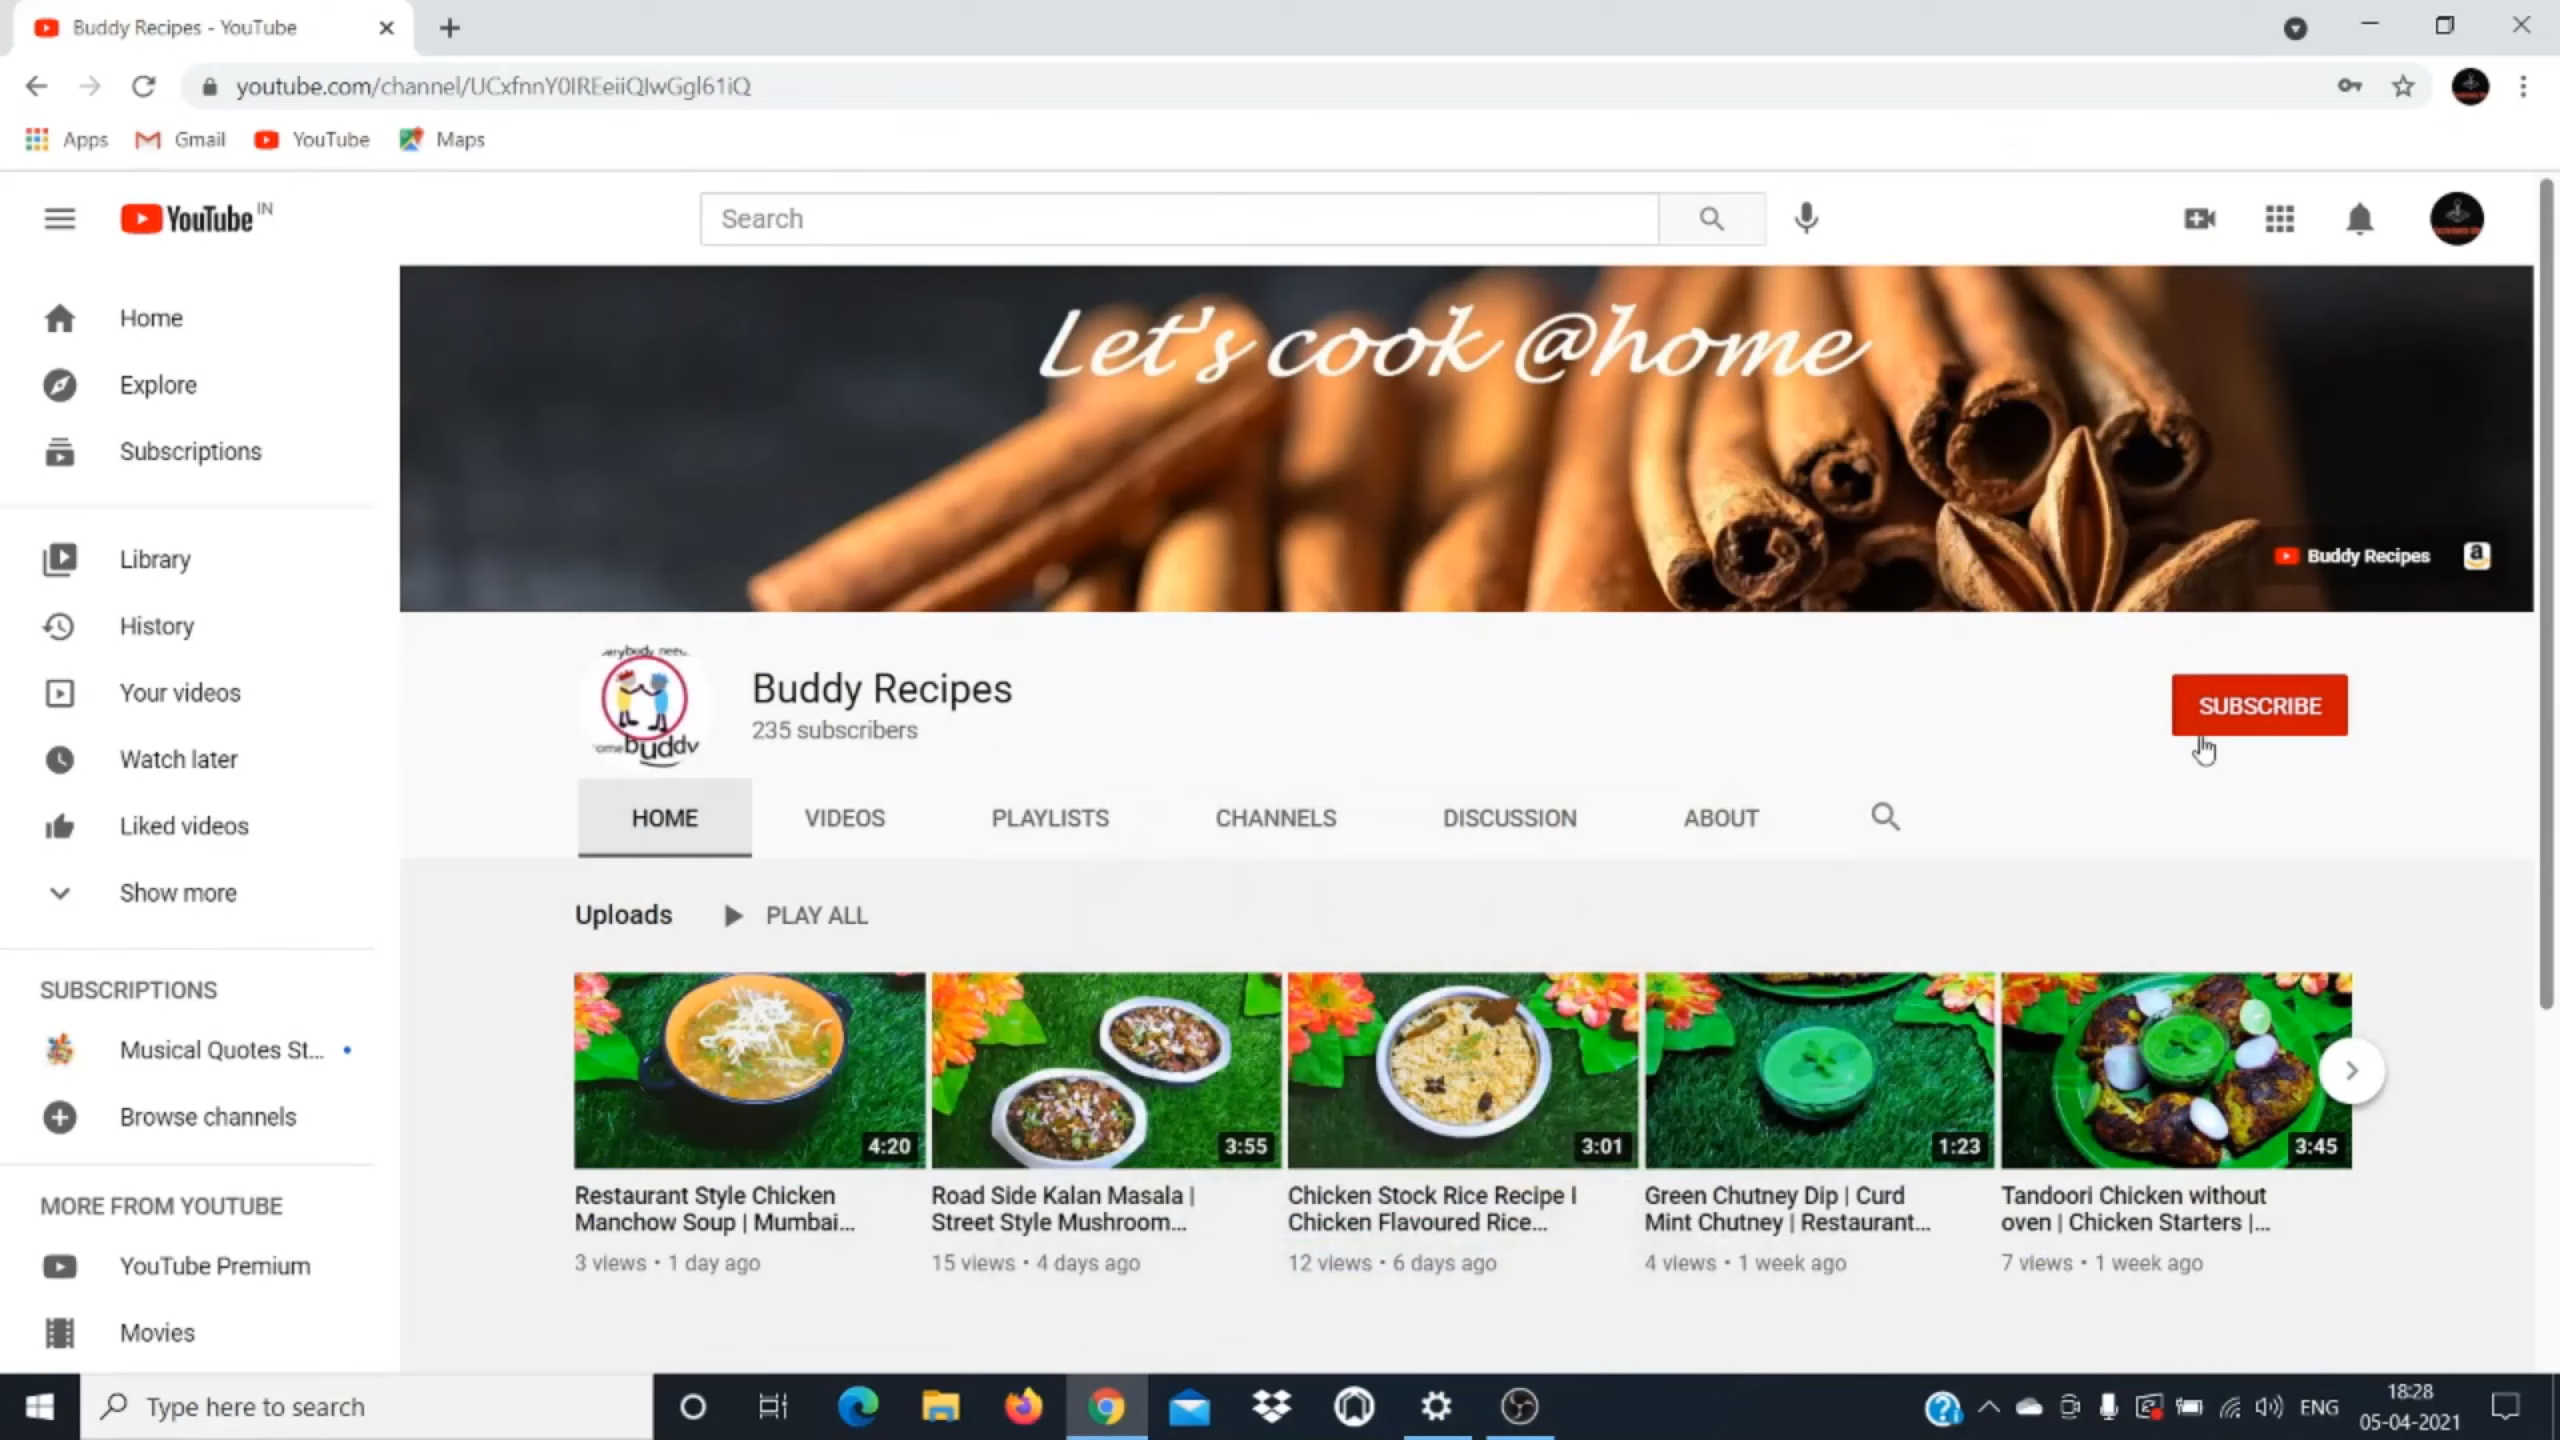 Buddy Recipes - YouTube
youtube.com/channel/UCxfnnY0IREeiiQIwGgl61iQ
Apps Gmail YouTube Maps
YouTube IN
Search
Home
Explore
Subscriptions
Library
History
Your videos
Watch later
Liked videos
Show more
SUBSCRIPTIONS
Musical Quotes St...
Browse channels
MORE FROM YOUTUBE
YouTube Premium
Movies
Let's cook @home
Buddy Recipes
buddy
Buddy Recipes
235 subscribers
SUBSCRIBE
HOME VIDEOS PLAYLISTS CHANNELS DISCUSSION ABOUT
Uploads PLAY ALL
4:20
Restaurant Style Chicken
Manchow Soup | Mumbai...
3 views • 1 day ago
3:55
Road Side Kalan Masala |
Street Style Mushroom...
15 views • 4 days ago
3:01
Chicken Stock Rice Recipe I
Chicken Flavoured Rice...
12 views • 6 days ago
1:23
Green Chutney Dip | Curd
Mint Chutney | Restaurant...
4 views • 1 week ago
3:45
Tandoori Chicken without
oven | Chicken Starters |...
7 views • 1 week ago
Type here to search
ENG
18:28
05-04-2021